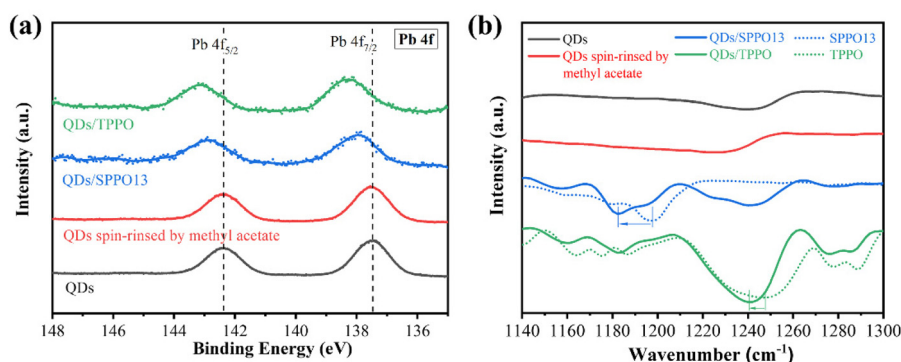 (a)
Pb 4f5/2
Pb 4f7/2
Pb 4f
QDs/TPPO
QDs/SPPO13
QDs spin-rinsed by methyl acetate
QDs
Intensity (a.u.)
148 146 144 142 140 138 136
Binding Energy (eV)
(b)
QDs
QDs spin-rinsed by
methyl acetate
QDs/SPPO13
QDs/TPPO
SPPO13
TPPO
Intensity (a.u.)
1140 1160 1180 1200 1220 1240 1260 1280 1300
Wavenumber (cm⁻¹)